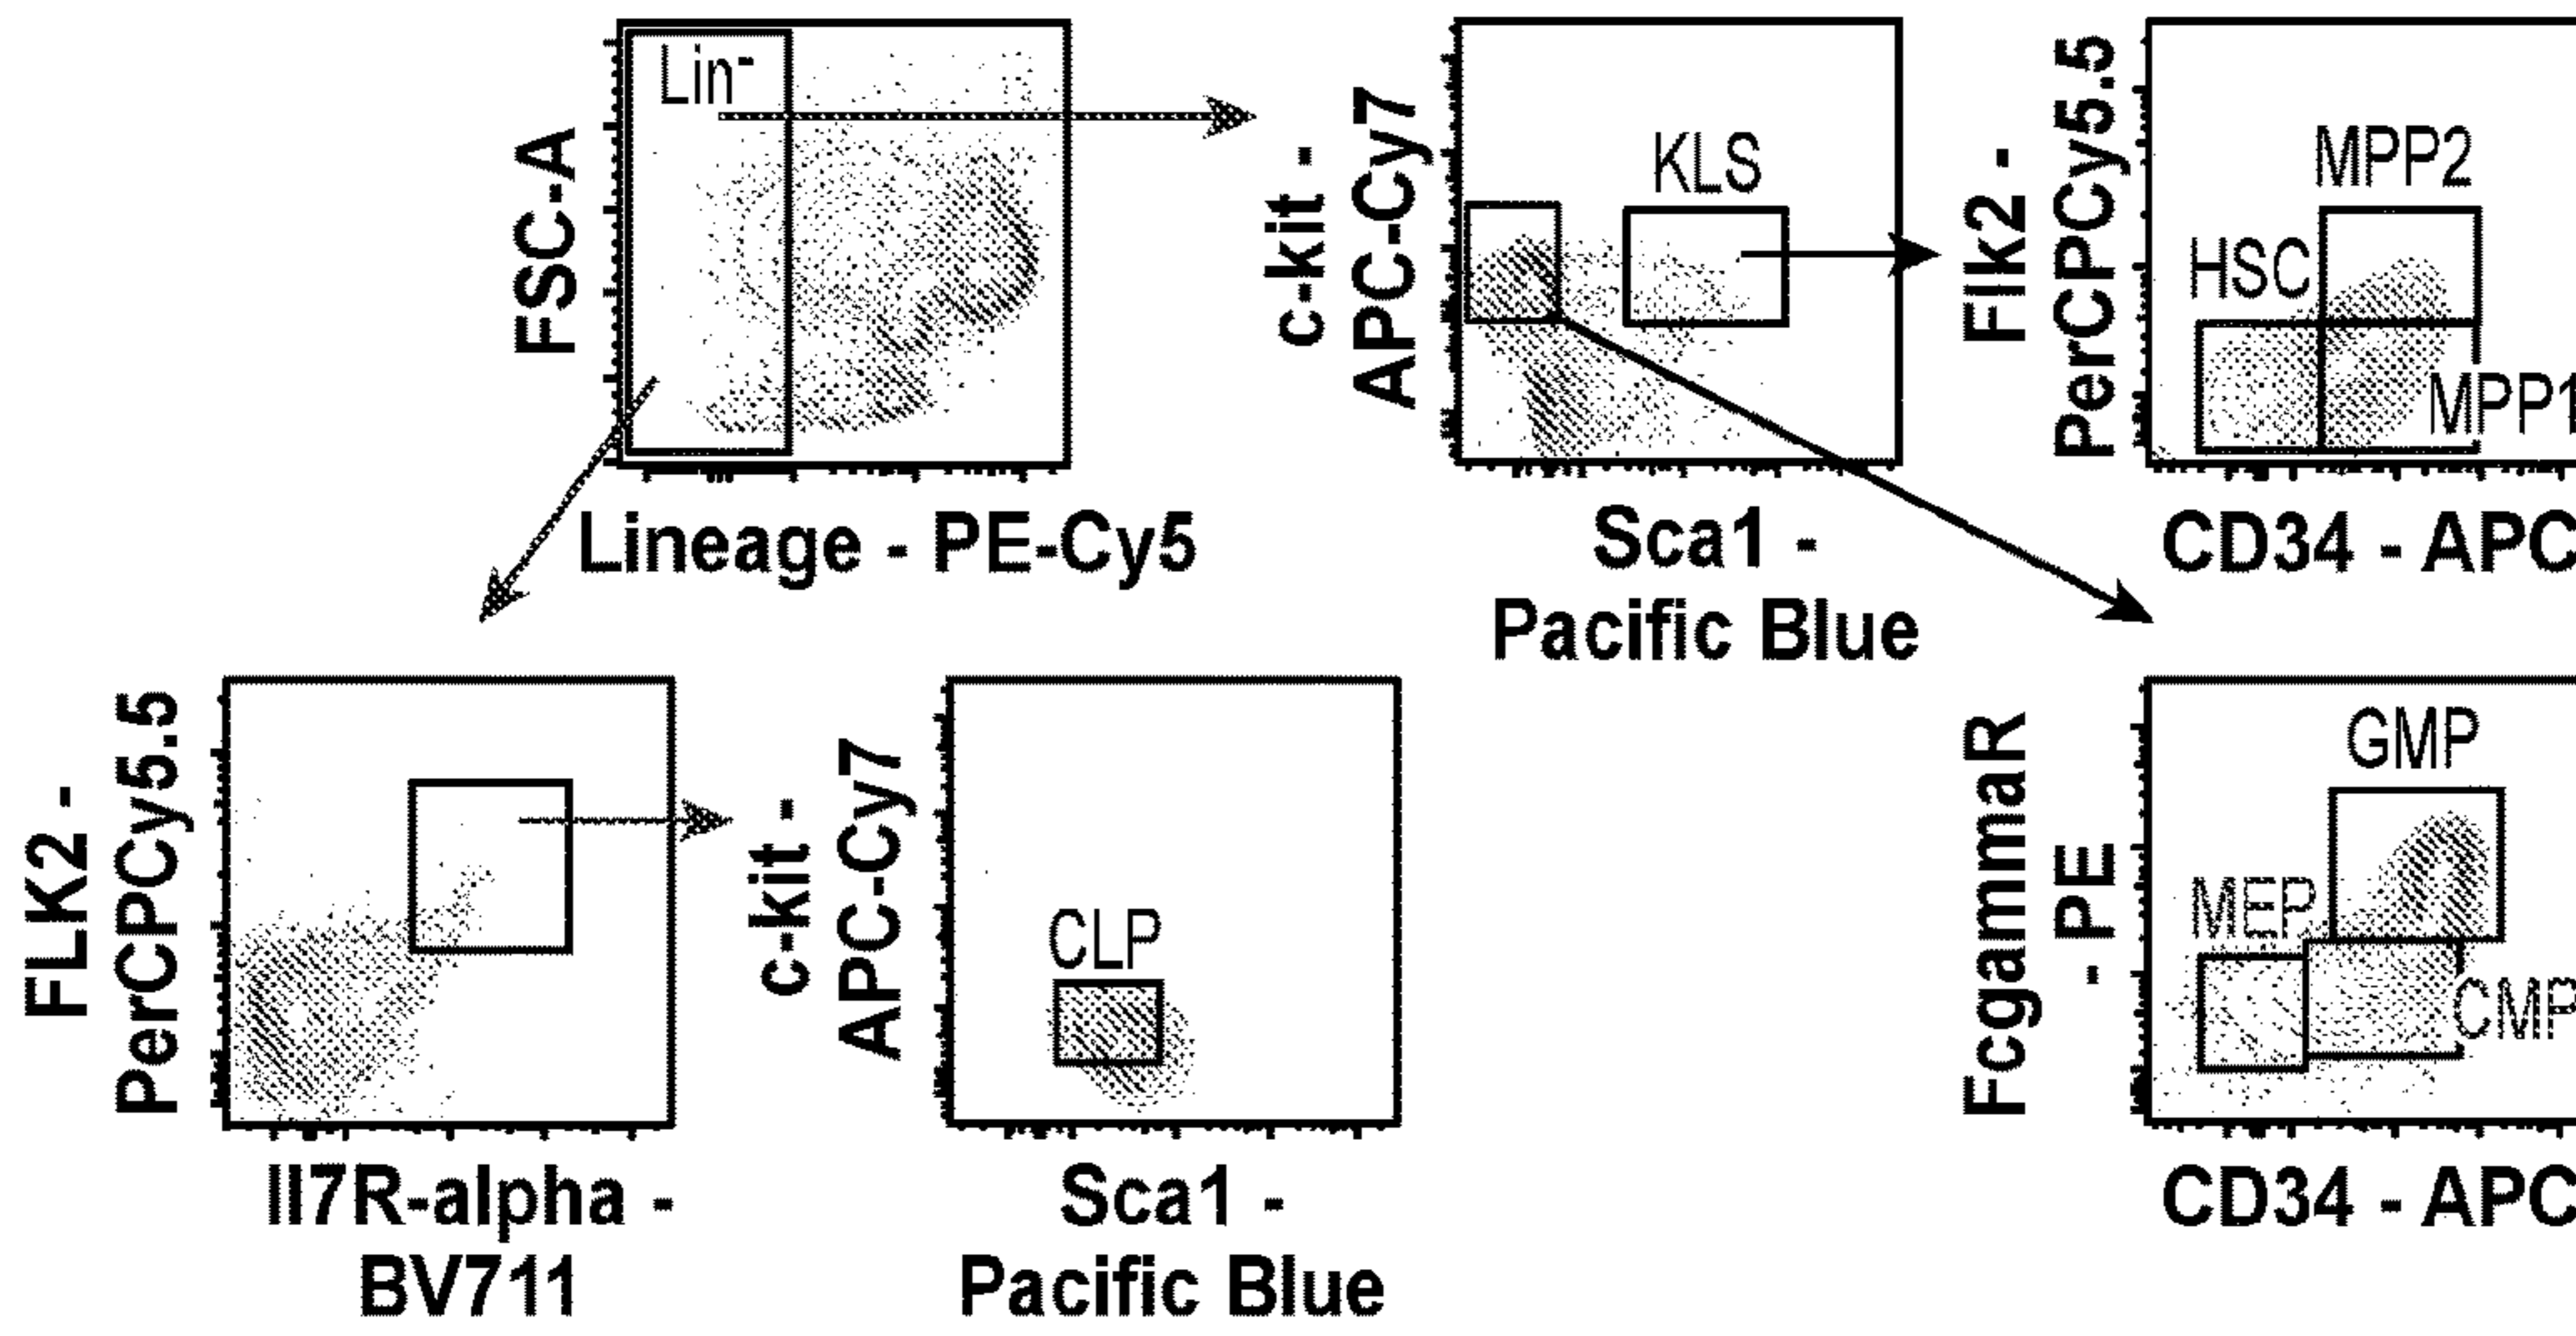 FSC-A
Lin-
Lineage - PE-Cy5
c-kit -
APC-Cy7
KLS
Sca1 -
Pacific Blue
Flk2 -
PerCPCy5.5
MPP2
HSC
MPP1
CD34 - APC
FLK2 -
PerCPCy5.5
Il7R-alpha -
BV711
c-kit -
APC-Cy7
CLP
Sca1 -
Pacific Blue
FcgammaR
- PE
GMP
MEP
CMP
CD34 - APC